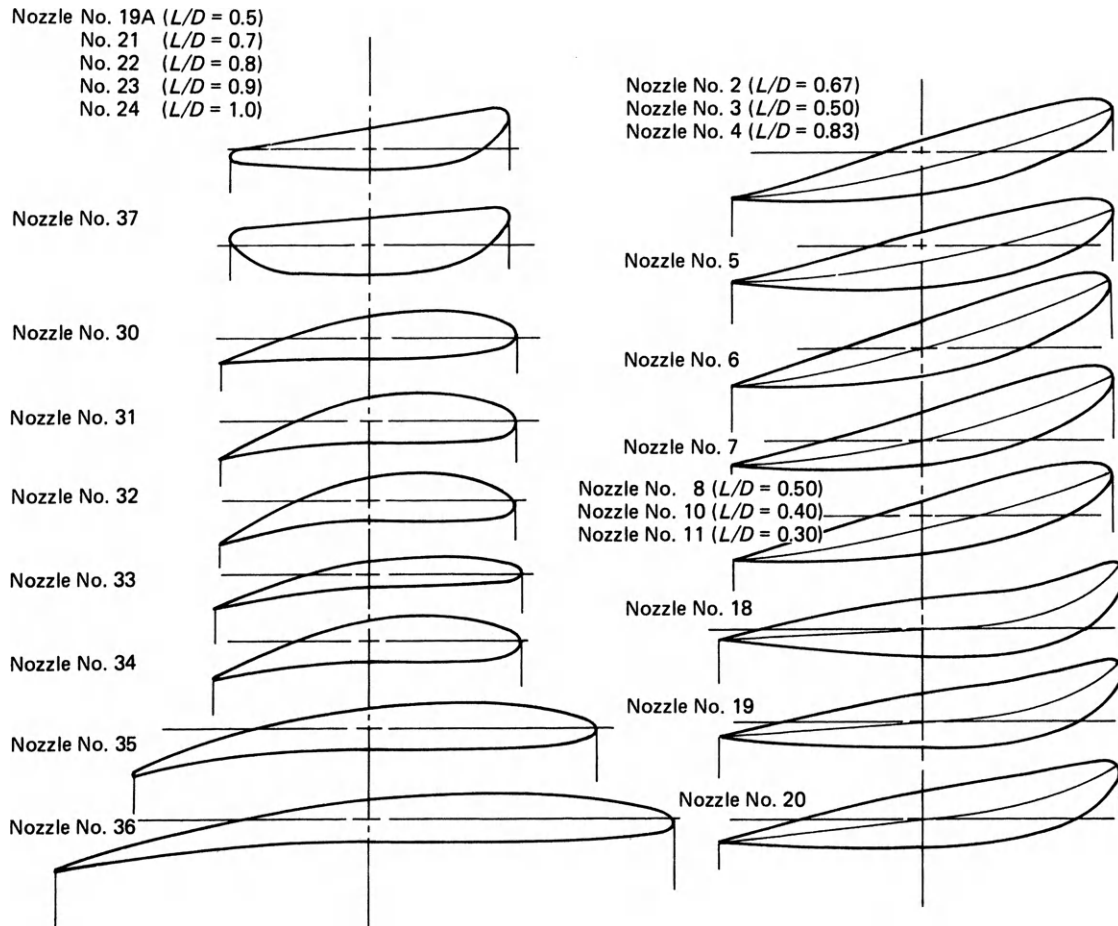 Nozzle No. 19A (L/D = 0.5)
No. 21 (L/D = 0.7)
No. 22 (L/D = 0.8)
No. 23 (L/D = 0.9)
No. 24 (L/D = 1.0)
Nozzle No. 37
Nozzle No. 30
Nozzle No. 31
Nozzle No. 32
Nozzle No. 33
Nozzle No. 34
Nozzle No. 35
Nozzle No. 36
Nozzle No. 2 (L/D = 0.67)
Nozzle No. 3 (L/D = 0.50)
Nozzle No. 4 (L/D = 0.83)
Nozzle No. 5
Nozzle No. 6
Nozzle No. 7
Nozzle No. 8 (L/D = 0.50)
Nozzle No. 10 (L/D = 0.40)
Nozzle No. 11 (L/D = 0.30)
Nozzle No. 18
Nozzle No. 19
Nozzle No. 20